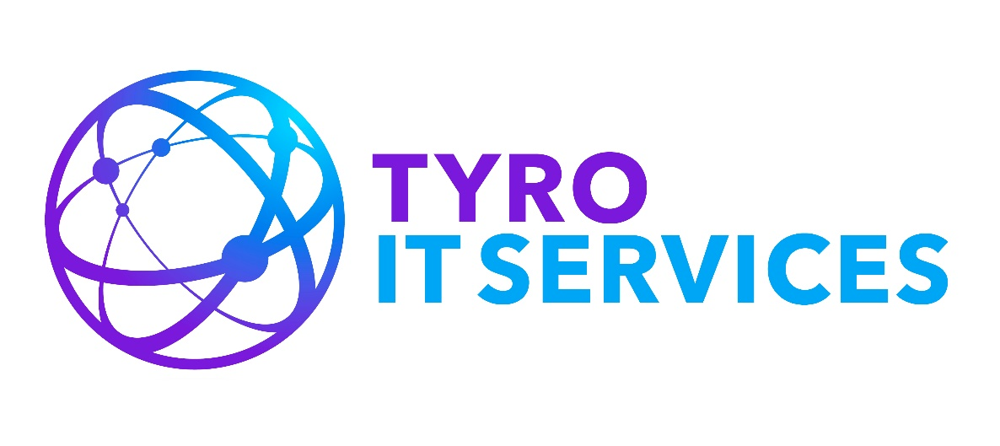 TYRO
IT SERVICES